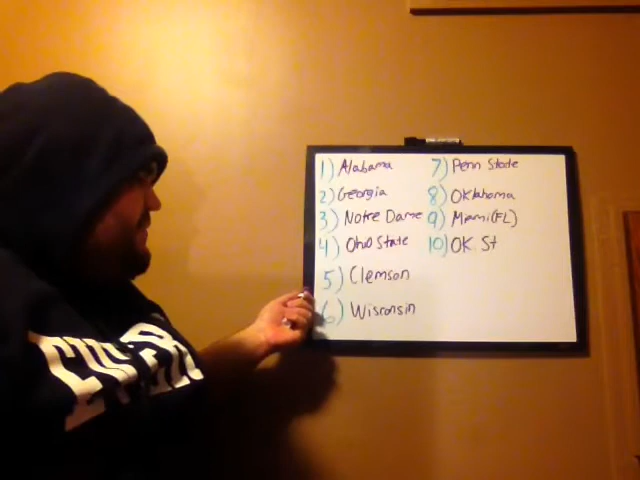 1) Alabama
2) Georgia
3) Notre Dame
4) Ohio State
5) Clemson
6) Wisronsin
7) Penn State
8) Oklahoma
9) Miami(FL)
10) OK St